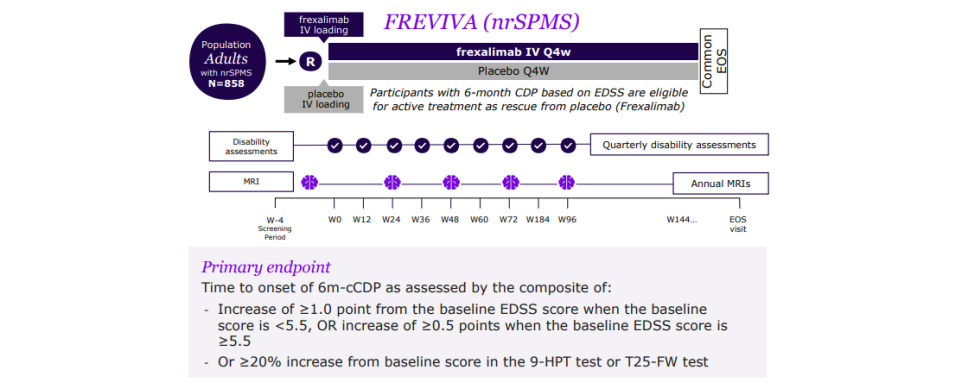 FREVIVA (nrSPMS)
frexalimab
IV loading
Population
Adults
with nrSPMS
N=858
R
frexalimab IV Q4w
Placebo Q4W
Common
EOS
placebo
IV loading
Participants with 6-month CDP based on EDSS are eligible
for active treatment as rescue from placebo (Frexalimab)
Disability
assessments
Quarterly disability assessments
MRI
Annual MRIs
W-4
Screening
Period
W0
W12
W24
W36
W48
W60
W72
W184
W96
W144...
EOS
visit
Primary endpoint
Time to onset of 6m-cCDP as assessed by the composite of:
- Increase of ≥1.0 point from the baseline EDSS score when the baseline
score is <5.5, OR increase of ≥0.5 points when the baseline EDSS score is
≥5.5
- Or ≥20% increase from baseline score in the 9-HPT test or T25-FW test